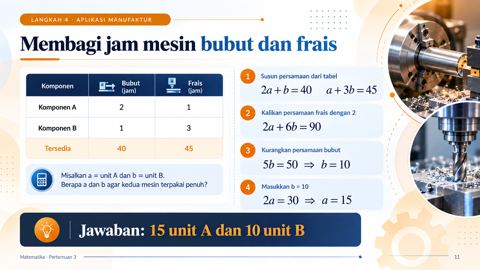 LANGKAH 4 · APLIKASI MANUFAKTUR
Membagi jam mesin bubut dan frais
Komponen Bubut (jam) Frais (jam)
Komponen A 2 1
Komponen B 1 3
Tersedia 40 45
Misalkan a = unit A dan b = unit B.
Berapa a dan b agar kedua mesin terpakai penuh?
1 Susun persamaan dari tabel
2a + b = 40 a + 3b = 45
2 Kalikan persamaan frais dengan 2
2a + 6b = 90
3 Kurangkan persamaan bubut
5b = 50 ⇒ b = 10
4 Masukkan b = 10
2a = 30 ⇒ a = 15
Jawaban: 15 unit A dan 10 unit B
Matematika · Pertemuan 3
11